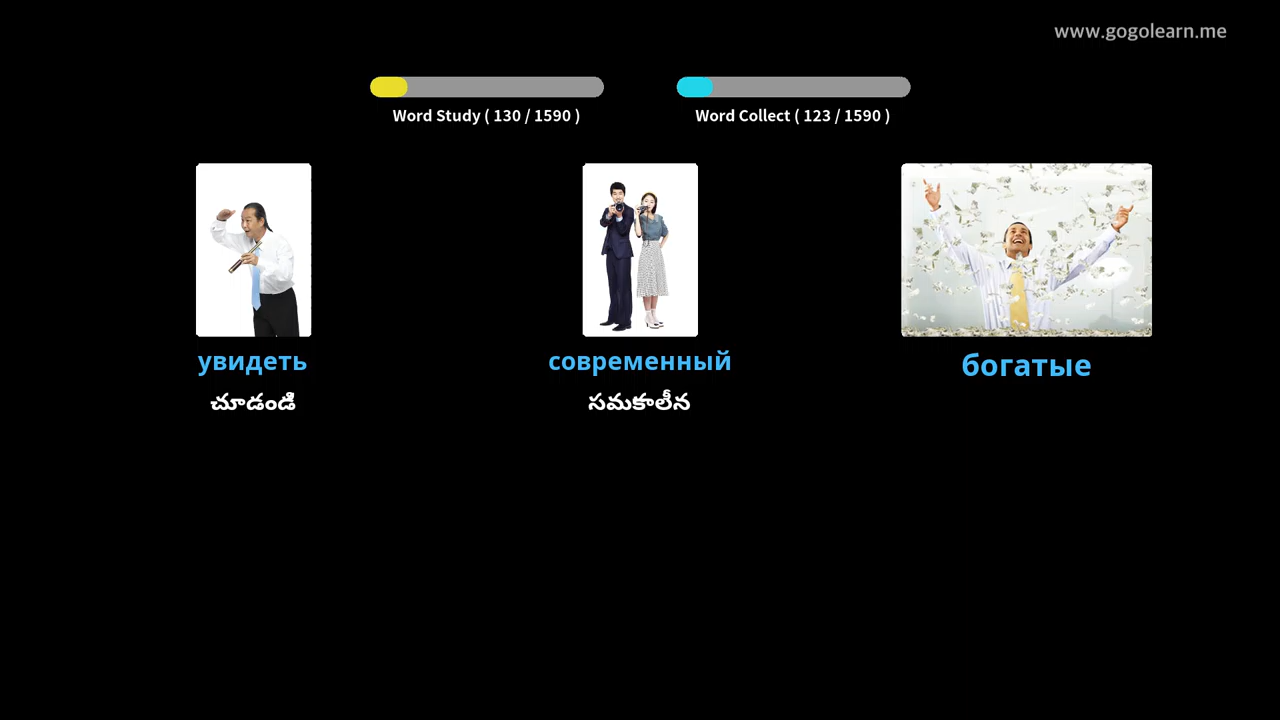 www.gogolearn.me
Word Study ( 130 / 1590 )
Word Collect ( 123 / 1590 )
увидеть
современный
богатые
చూడండి
సమకాలీన